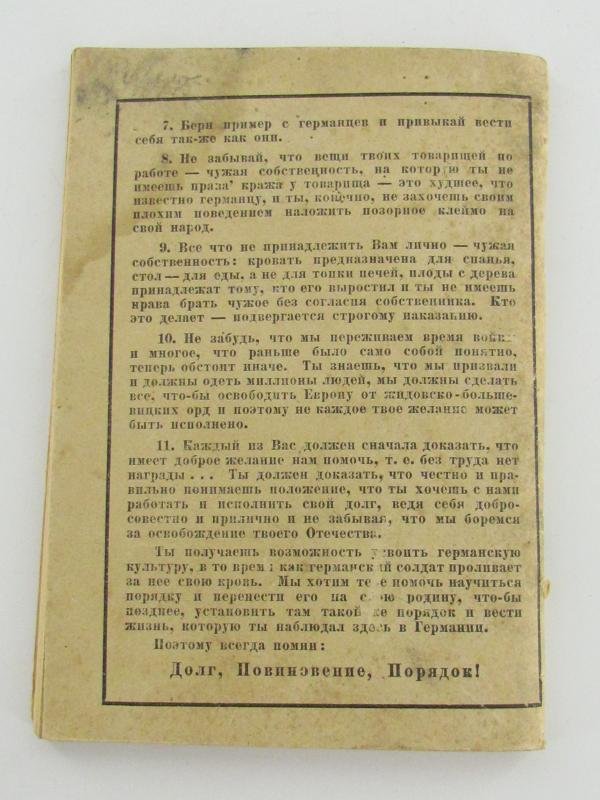 7. Бери пример с германцев и привыкай вести
себя так-же как они.
8. Не забывай, что вещи твоих товарищей по
работе — чужая собственность, на которую ты не
имеешь права' кража у товарища — это худшее, что
известно германцу, и ты, конечно, не захочешь своим
плохим поведением наложить позорное клеймо на
свой народ.
9. Все что не принадлежить Вам лично — чужая
собственность: кровать предназначена для спанья,
стол — для еды, а не для топки печей, плоды с дерева
принадлежат тому, кто его выростил и ты не имеешь
права брать чужое без согласия собственника. Кто
это делает — подвергается строгому наказанию.
10. Не забудь, что мы переживаем время войны
и многое, что раньше было само собой понятно,
теперь обстоит иначе. Ты знаешь, что мы призвали
и должны одеть миллионы людей, мы должны сделать
все, что-бы освободить Европу от жидовско-больше-
вицких орд и поэтому не каждое твое желание может
быть исполнено.
11. Каждый из Вас должен сначала доказать, что
имеет доброе желание нам помочь, т. е. без труда нет
награды . . . Ты должен доказать, что честно и пра-
вильно понимаешь положение, что ты хочешь с нами
работать и исполнить свой долг, ведя себя добро-
совестно и прилично и не забывая, что мы боремся
за освобождение твоего Отечества.
Ты получаешь возможность усвоить германскую
культуру, в то время как германский солдат проливает
за нее свою кровь. Мы хотим тебе помочь научиться
порядку и перенести его на свою родину, что-бы
позднее, установить там такой же порядок и вести
жизнь, которую ты наблюдал здесь в Германии.
Поэтому всегда помни:
Долг, Повиновение, Порядок!